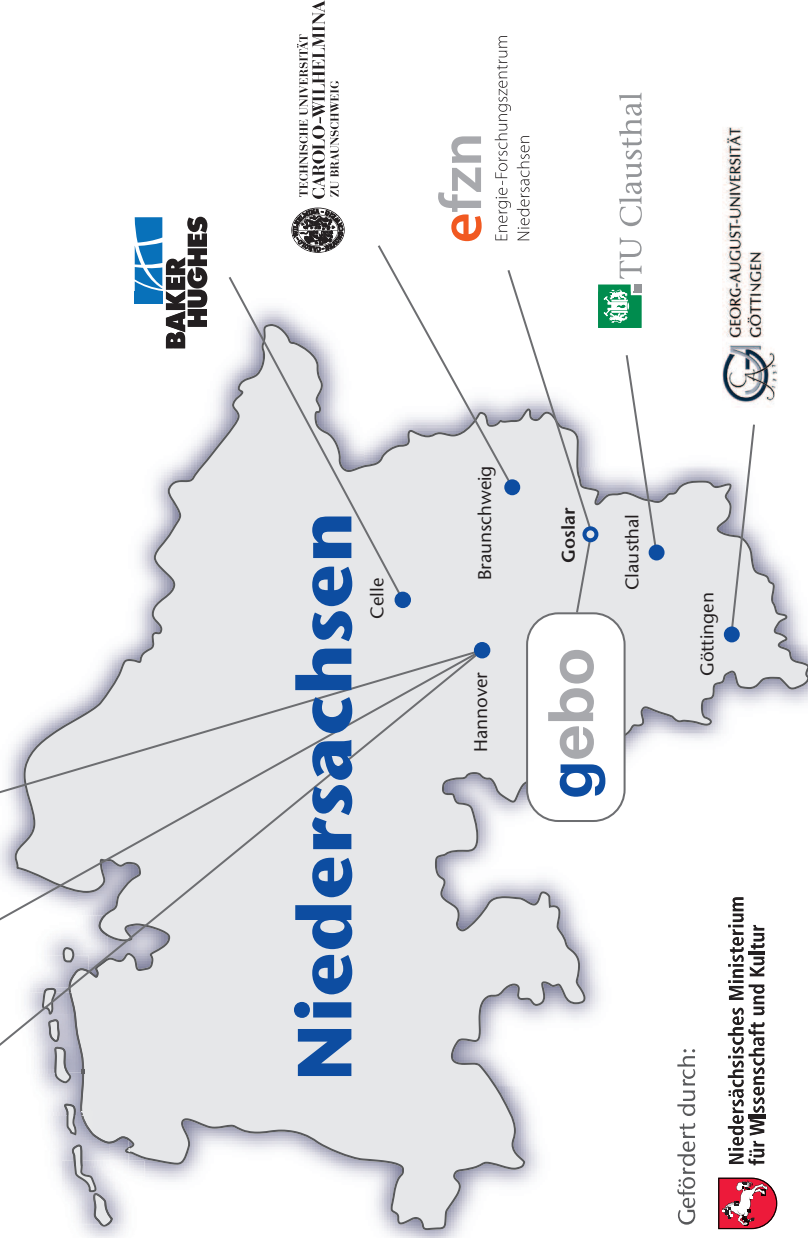 BAKER
HUGHES
TECHNISCHE UNIVERSITÄT
CAROLO-WILHELMINA
ZU BRAUNSCHWEIG
efzn
Energie-Forschungszentrum
Niedersachsen
TU Clausthal
GEORG-AUGUST-UNIVERSITÄT
GÖTTINGEN
Niedersachsen
Celle
Hannover
Braunschweig
Goslar
gebo
Clausthal
Göttingen
Gefördert durch:
Niedersächsisches Ministerium
für Wissenschaft und Kultur